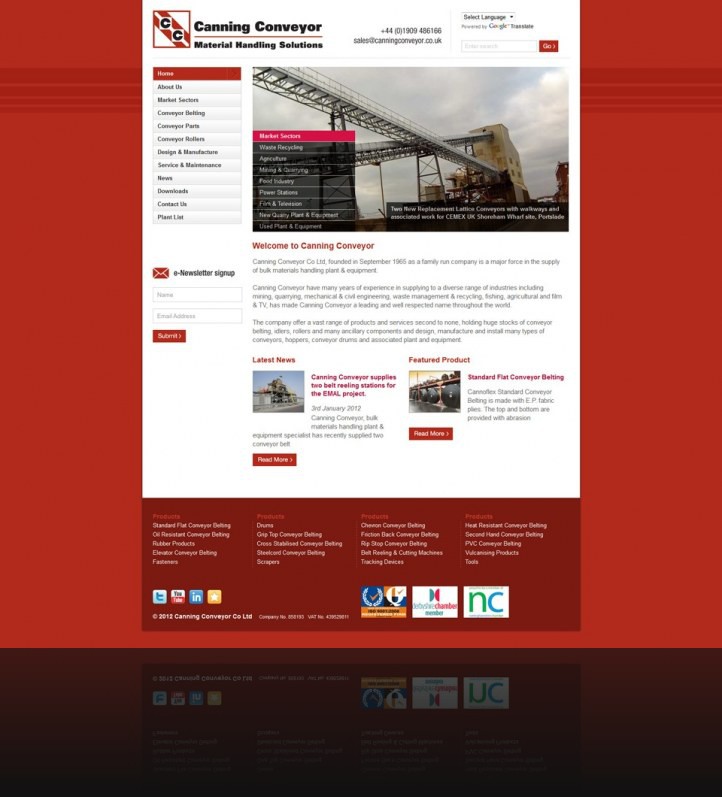 CC
Canning Conveyor
Material Handling Solutions
+44 (0)1909 486166
sales@canningconveyor.co.uk
Select Language
Powered by Google Translate
Enter search
Go >
Home
About Us
Market Sectors
Conveyor Belting
Conveyor Parts
Conveyor Rollers
Design & Manufacture
Service & Maintenance
News
Downloads
Contact Us
Plant List
Market Sectors
Waste Recycling
Agriculture
Mining & Quarrying
Food Industry
Power Stations
Film & Television
New Quarry Plant & Equipment
Used Plant & Equipment
Two New Replacement Lattice Conveyors with walkways and
associated work for CEMEX UK Shoreham Wharf site, Portslade
e-Newsletter signup
Name
Email Address
Submit >
Welcome to Canning Conveyor
Canning Conveyor Co Ltd, founded in September 1965 as a family run company is a major force in the supply
of bulk materials handling plant & equipment.
Canning Conveyor have many years of experience in supplying to a diverse range of industries including
mining, quarrying, mechanical & civil engineering, waste management & recycling, fishing, agricultural and film
& TV, has made Canning Conveyor a leading and well respected name throughout the world.
The company offer a vast range of products and services second to none, holding huge stocks of conveyor
belting, idlers, rollers and many ancillary components and design, manufacture and install many types of
conveyors, hoppers, conveyor drums and associated plant and equipment.
Latest News
Canning Conveyor supplies
two belt reeling stations for
the EMAL project.
3rd January 2012
Canning Conveyor, bulk
materials handling plant &
equipment specialist has recently supplied two
conveyor belt
Read More >
Featured Product
Standard Flat Conveyor Belting
Cannoflex Standard Conveyor
Belting is made with E.P. fabric
plies. The top and bottom are
provided with abrasion
Read More >
Products
Standard Flat Conveyor Belting
Oil Resistant Conveyor Belting
Rubber Products
Elevator Conveyor Belting
Fasteners
Products
Drums
Grip Top Conveyor Belting
Cross Stabilised Conveyor Belting
Steelcord Conveyor Belting
Scrapers
Products
Chevron Conveyor Belting
Friction Back Conveyor Belting
Rip Stop Conveyor Belting
Belt Reeling & Cutting Machines
Tracking Devices
Products
Heat Resistant Conveyor Belting
Second Hand Conveyor Belting
PVC Conveyor Belting
Vulcanising Products
Tools
You Tube
in
derbyshirechamber
member
nc
© 2012 Canning Conveyor Co Ltd